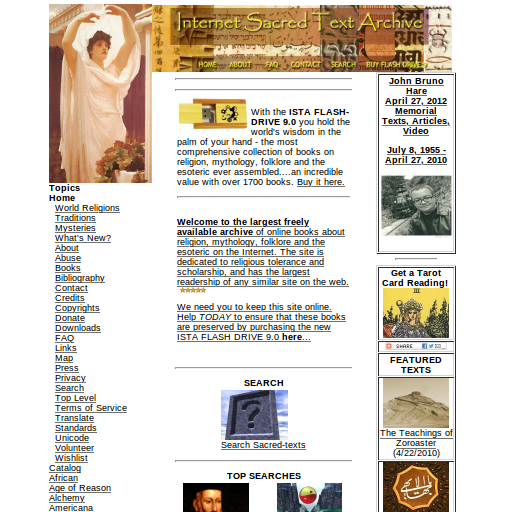 Internet Sacred Text Archive
HOME ABOUT FAQ CONTACT SEARCH BUY FLASH DRIVE
Topics
Home
World Religions
Traditions
Mysteries
What's New?
About
Abuse
Books
Bibliography
Contact
Credits
Copyrights
Donate
Downloads
FAQ
Links
Map
Press
Privacy
Search
Top Level
Terms of Service
Translate
Standards
Unicode
Volunteer
Wishlist
Catalog
African
Age of Reason
Alchemy
Americana
With the ISTA FLASH-
DRIVE 9.0 you hold the
world's wisdom in the
palm of your hand - the most
comprehensive collection of books on
religion, mythology, folklore and the
esoteric ever assembled....an incredible
value with over 1700 books. Buy it here.
Welcome to the largest freely
available archive of online books about
religion, mythology, folklore and the
esoteric on the Internet. The site is
dedicated to religious tolerance and
scholarship, and has the largest
readership of any similar site on the web.
We need you to keep this site online.
Help TODAY to ensure that these books
are preserved by purchasing the new
ISTA FLASH DRIVE 9.0 here...
SEARCH
?
Search Sacred-texts
TOP SEARCHES
John Bruno
Hare
April 27, 2012
Memorial
Texts, Articles,
Video
July 8, 1955 -
April 27, 2010
Get a Tarot
Card Reading!
III
SHARE
FEATURED
TEXTS
The Teachings of
Zoroaster
(4/22/2010)